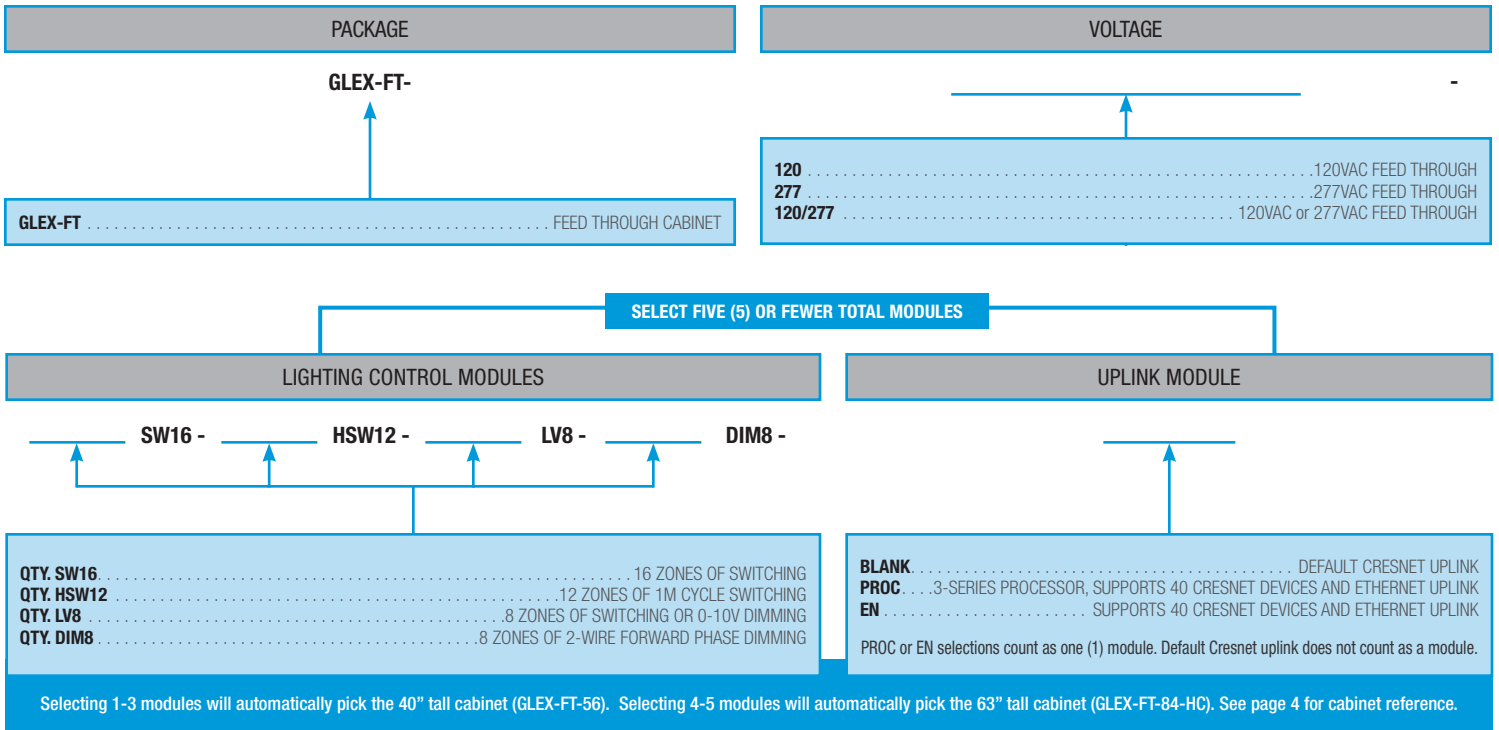 PACKAGE
GLEX-FT-
GLEX-FT . . . . . . . . . . . . . . . . . . . . . . . . . . . . . . . . . . . . . . . . . . . . . . . . . . . FEED THROUGH CABINET
VOLTAGE
-
120 . . . . . . . . . . . . . . . . . . . . . . . . . . . . . . . . . . . . . . . . . . . . . . . . . . . . . . . . .120VAC FEED THROUGH
277 . . . . . . . . . . . . . . . . . . . . . . . . . . . . . . . . . . . . . . . . . . . . . . . . . . . . . . . . .277VAC FEED THROUGH
120/277 . . . . . . . . . . . . . . . . . . . . . . . . . . . . . . . . . . . . . . . . . . . . 120VAC or 277VAC FEED THROUGH
SELECT FIVE (5) OR FEWER TOTAL MODULES
LIGHTING CONTROL MODULES
SW16 - HSW12 - LV8 - DIM8 -
QTY. SW16. . . . . . . . . . . . . . . . . . . . . . . . . . . . . . . . . . . . . . . . . . . . . . . . . . . . . . . . . . . 16 ZONES OF SWITCHING
QTY. HSW12 . . . . . . . . . . . . . . . . . . . . . . . . . . . . . . . . . . . . . . . . . . . . . . . . .12 ZONES OF 1M CYCLE SWITCHING
QTY. LV8 . . . . . . . . . . . . . . . . . . . . . . . . . . . . . . . . . . . . . . . . . . . . . .8 ZONES OF SWITCHING OR 0-10V DIMMING
QTY. DIM8 . . . . . . . . . . . . . . . . . . . . . . . . . . . . . . . . . . . . . . . . . .8 ZONES OF 2-WIRE FORWARD PHASE DIMMING
UPLINK MODULE
BLANK. . . . . . . . . . . . . . . . . . . . . . . . . . . . . . . . . . . . . . . . . . DEFAULT CRESNET UPLINK
PROC . . . .3-SERIES PROCESSOR, SUPPORTS 40 CRESNET DEVICES AND ETHERNET UPLINK
EN . . . . . . . . . . . . . . . . . . . . . . . SUPPORTS 40 CRESNET DEVICES AND ETHERNET UPLINK
PROC or EN selections count as one (1) module. Default Cresnet uplink does not count as a module.
Selecting 1-3 modules will automatically pick the 40” tall cabinet (GLEX-FT-56). Selecting 4-5 modules will automatically pick the 63” tall cabinet (GLEX-FT-84-HC). See page 4 for cabinet reference.